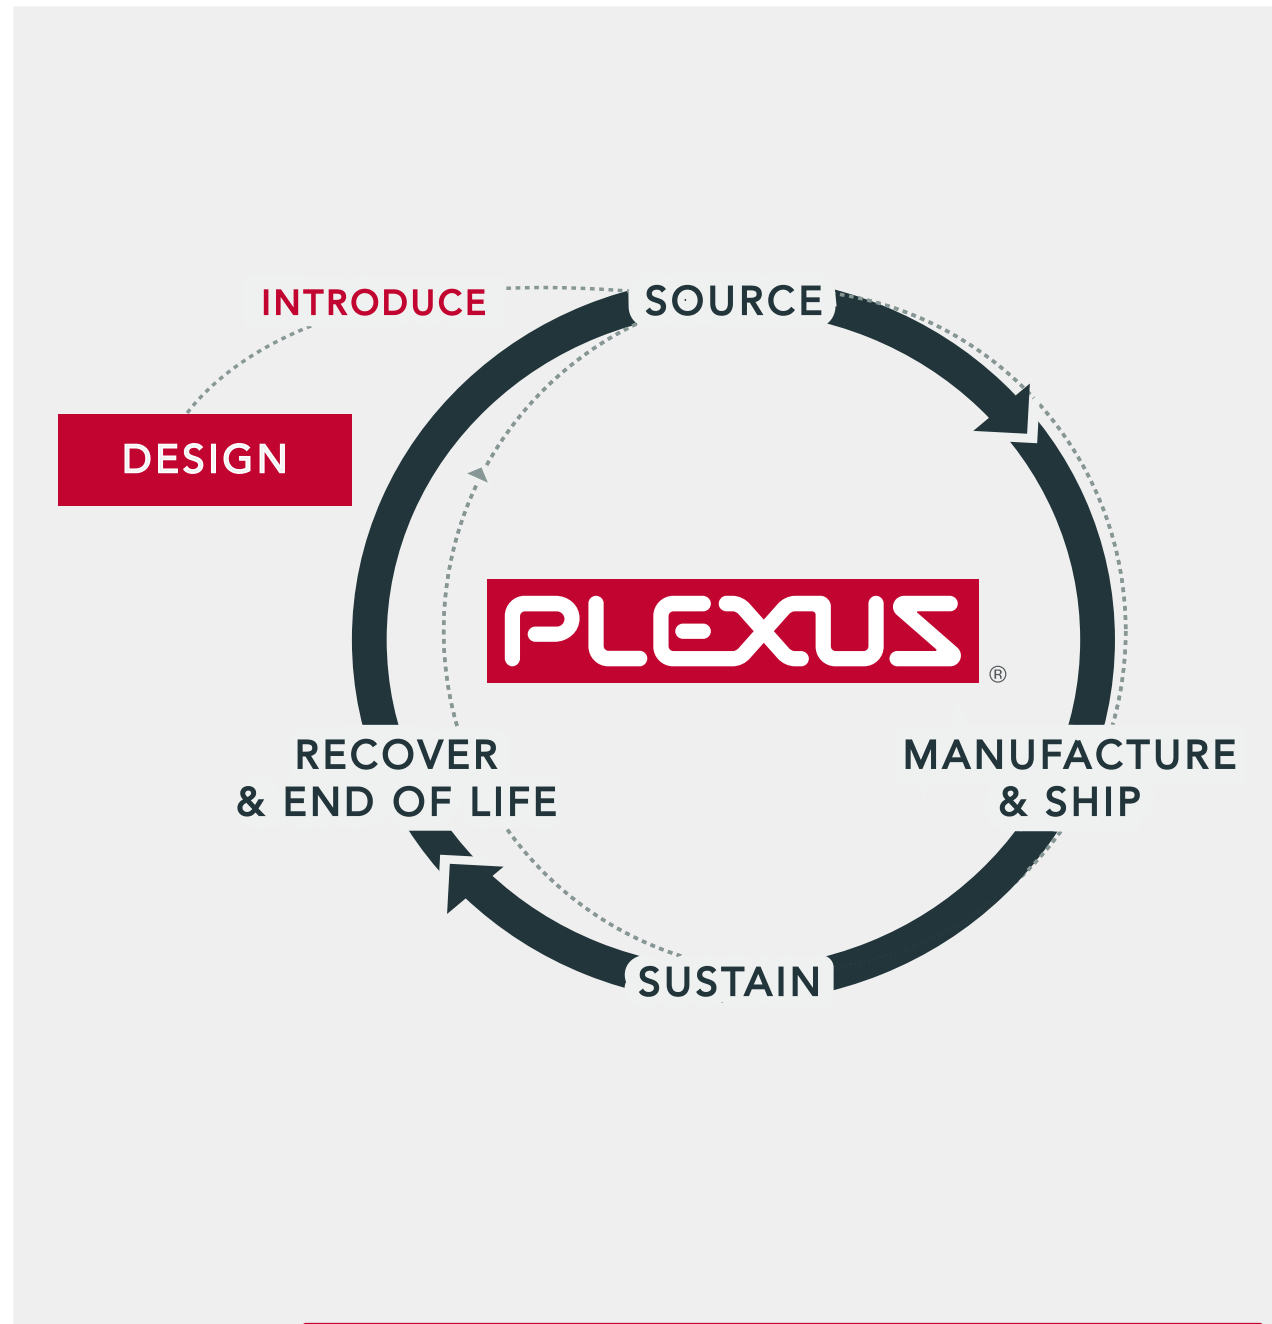 INTRODUCE
SOURCE
DESIGN
PLEXUS
®
RECOVER
& END OF LIFE
MANUFACTURE
& SHIP
SUSTAIN